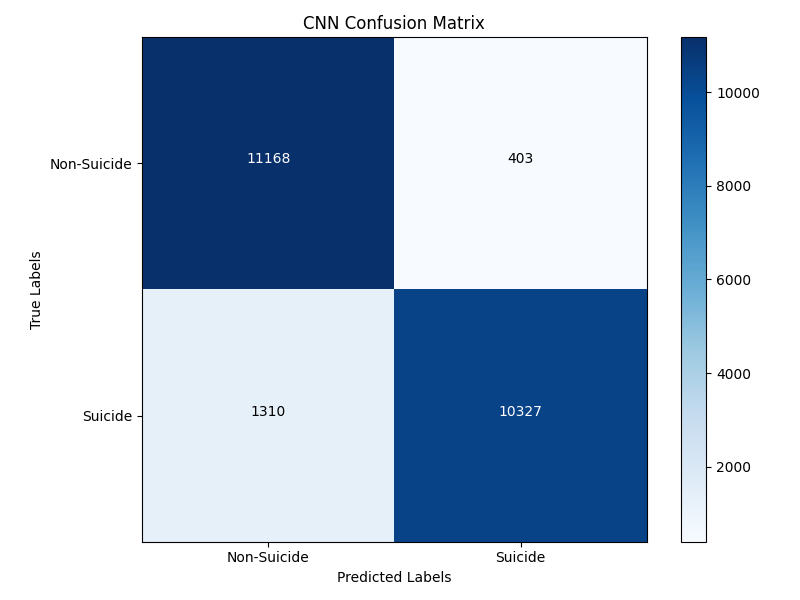 CNN Confusion Matrix
Non-Suicide
11168
403
Suicide
1310
10327
Non-Suicide
Suicide
True Labels
Predicted Labels
10000
8000
6000
4000
2000